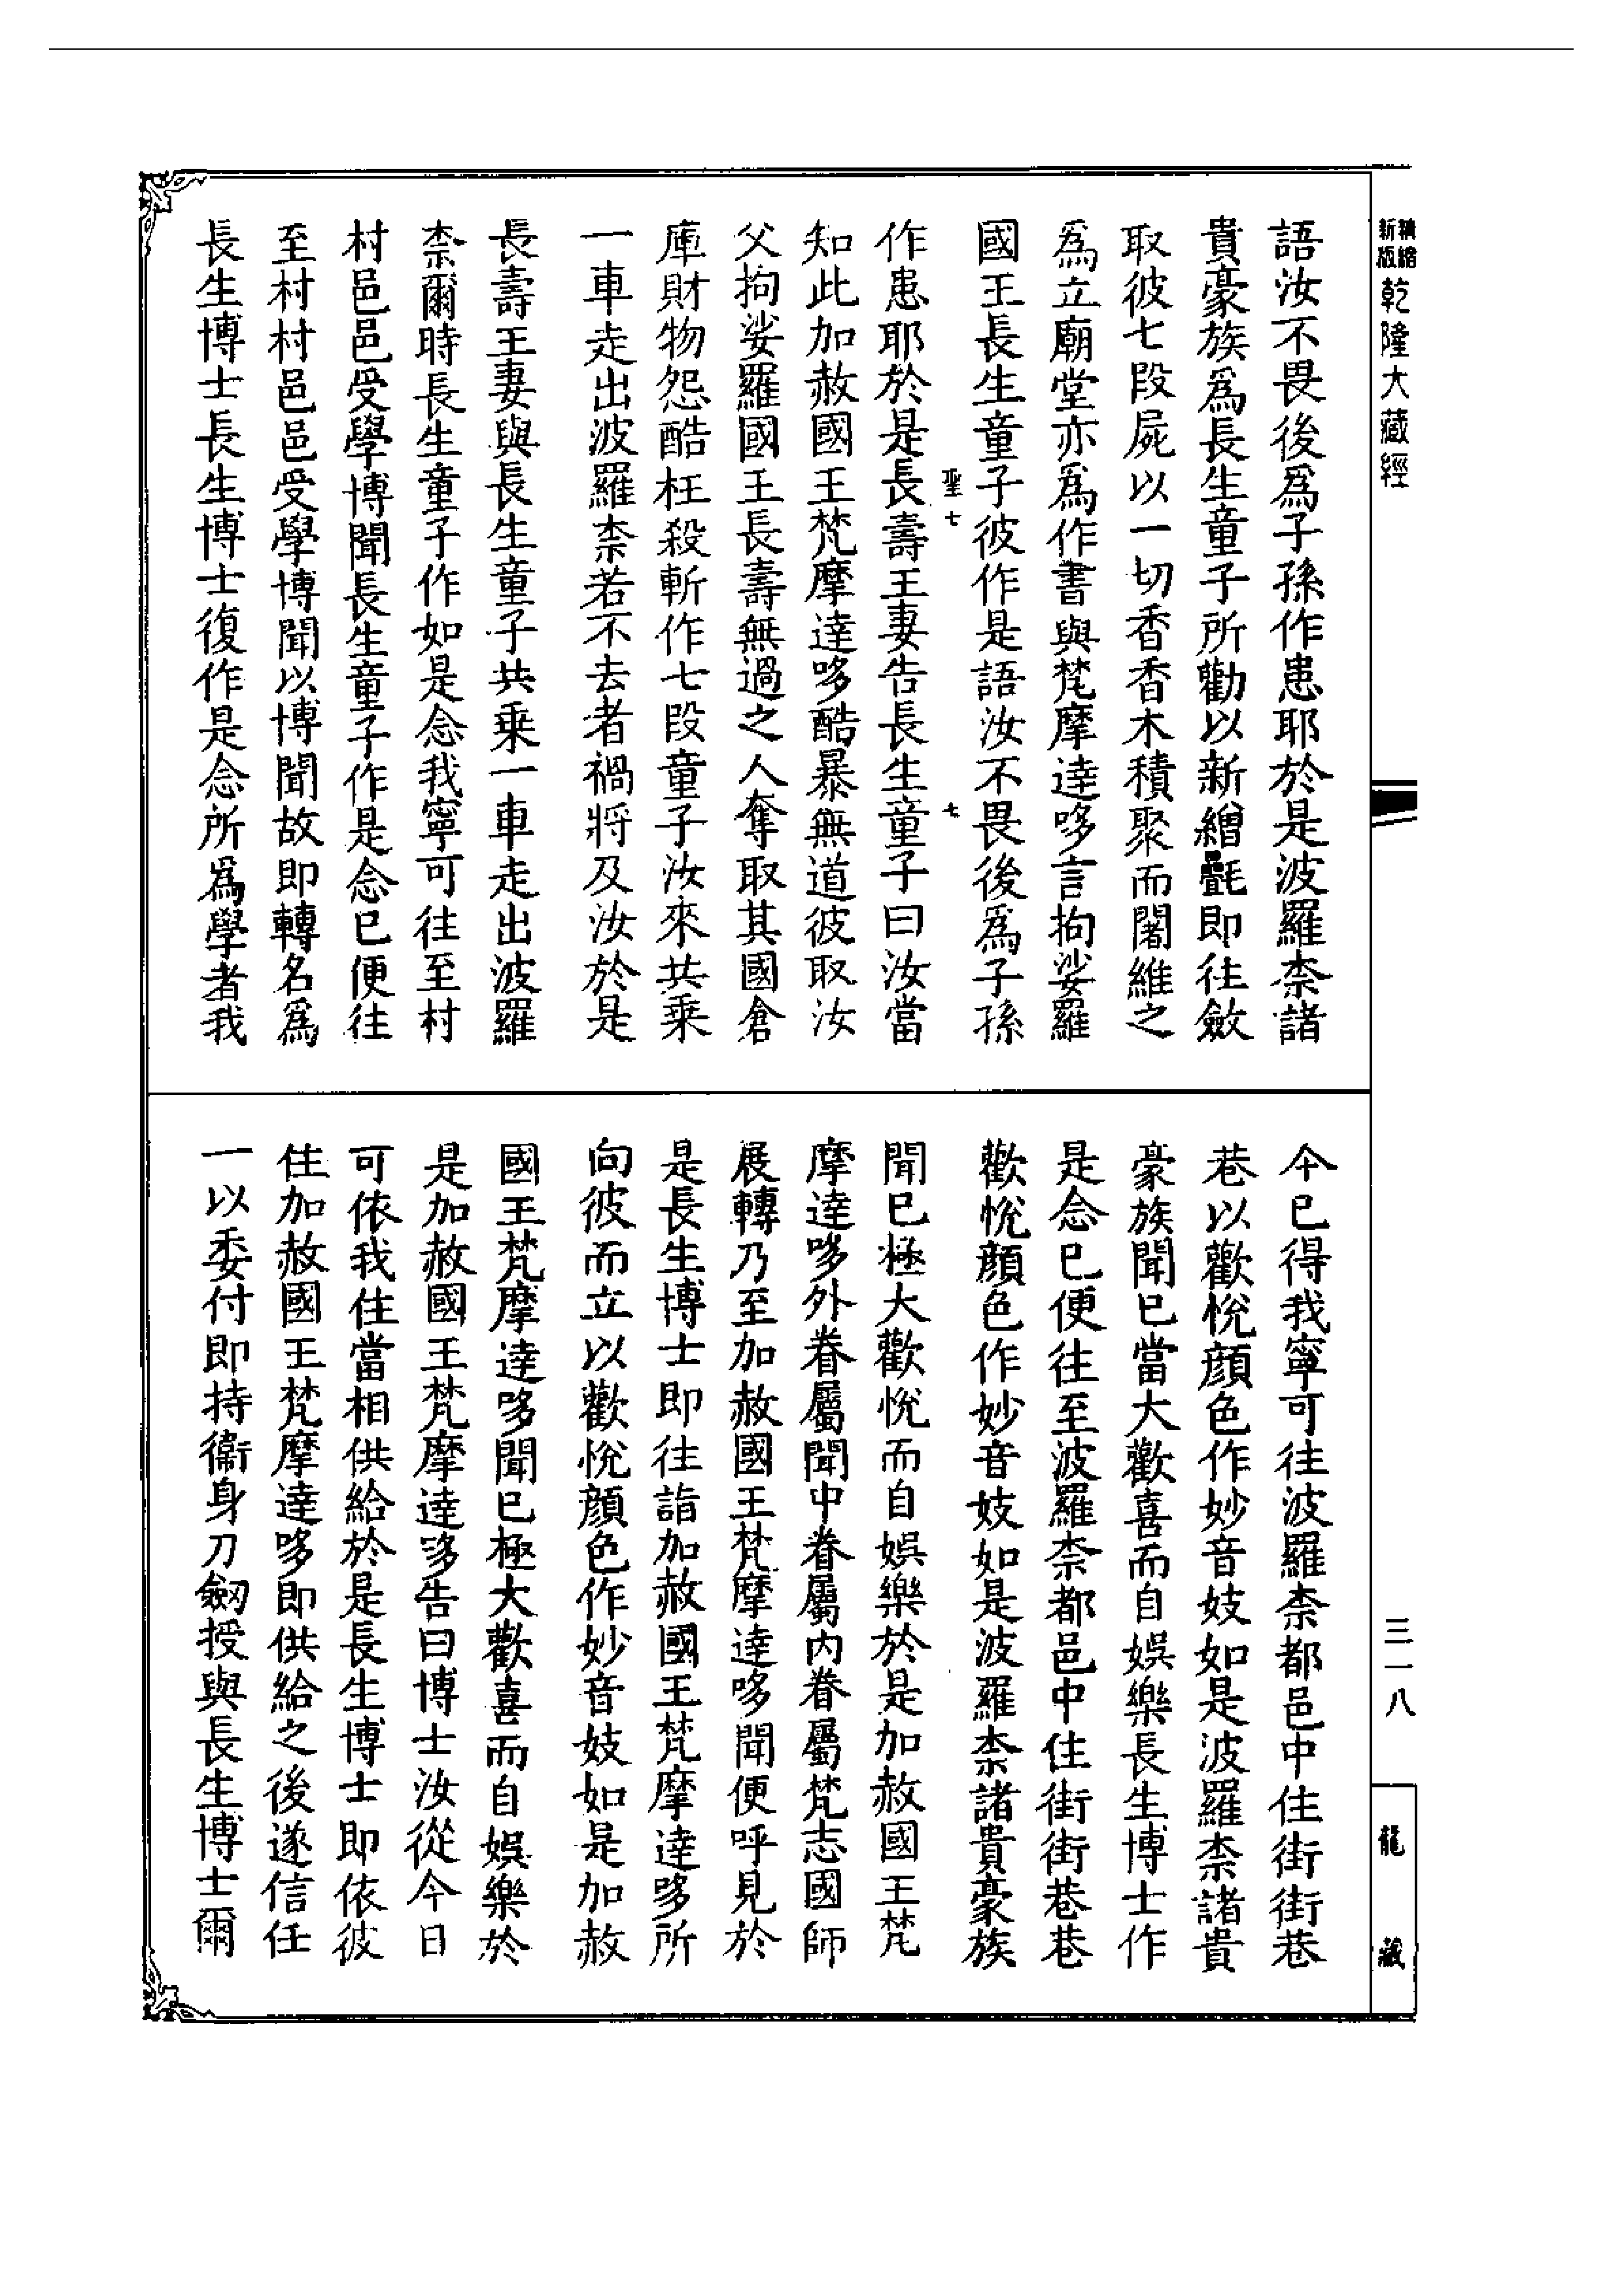 新版
乾隆大藏經
三一八
龍藏
語汝不畏後爲子孫作患耶於是波羅柰諸
貴豪族爲長生童子所勸以新繒㲲即往斂
取彼七段屍以一切香香木積聚而闍維之
爲立廟堂亦爲作書與梵摩達哆言拘娑羅
國王長生童子彼作是語汝不畏後爲子孫
聖七
七
作患耶於是長壽王妻告長生童子曰汝當
知此加赦國王梵摩達哆酷暴無道彼取汝
父拘娑羅國王長壽無過之人奪取其國倉
庫財物怨酷枉殺斬作七段童子汝來共乗
一車走出波羅柰若不去者禍將及汝於是
長壽王妻與長生童子共乗一車走出波羅
柰爾時長生童子作如是念我寧可往至村
村邑邑受學博聞長生童子作是念已便往
至村村邑邑受學博聞以博聞故即轉名爲
長生博士長生博士復作是念所爲學者我
今已得我寧可往波羅柰都邑中住街街巷
巷以歡悅顔色作妙音妓如是波羅柰諸貴
豪族聞已當大歡喜而自娛樂長生博士作
是念已便往至波羅柰都邑中住街街巷巷
歡悅顔色作妙音妓如是波羅柰諸貴豪族
聞已極大歡悅而自娛樂於是加赦國王梵
摩達哆外眷屬聞中眷屬内眷屬梵志國師
展轉乃至加赦國王梵摩達哆聞便呼見於
是長生博士即往詣加赦國王梵摩達哆所
向彼而立以歡悅顔色作妙音妓如是加赦
國王梵摩達哆聞已極大歡喜而自娛樂於
是加赦國王梵摩達哆告曰博士汝從今日
可依我住當相供給於是長生博士即依彼
住加赦國王梵摩達哆即供給之後遂信任
一以委付即持衞身刀劒授與長生博士爾